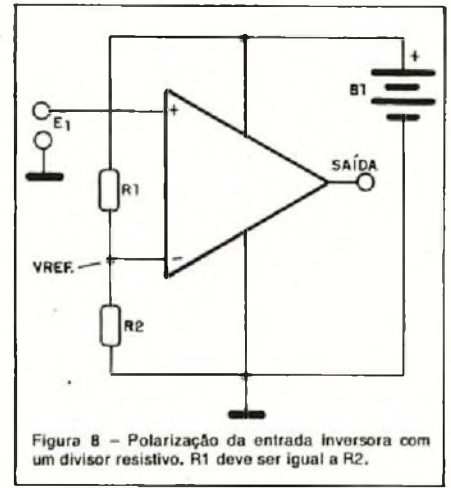 +
B1
E1
+
SAÍDA
R1
VREF.
-
R2
Figura 8 – Polarização da entrada inversora com
um divisor resistivo. R1 deve ser igual a R2.